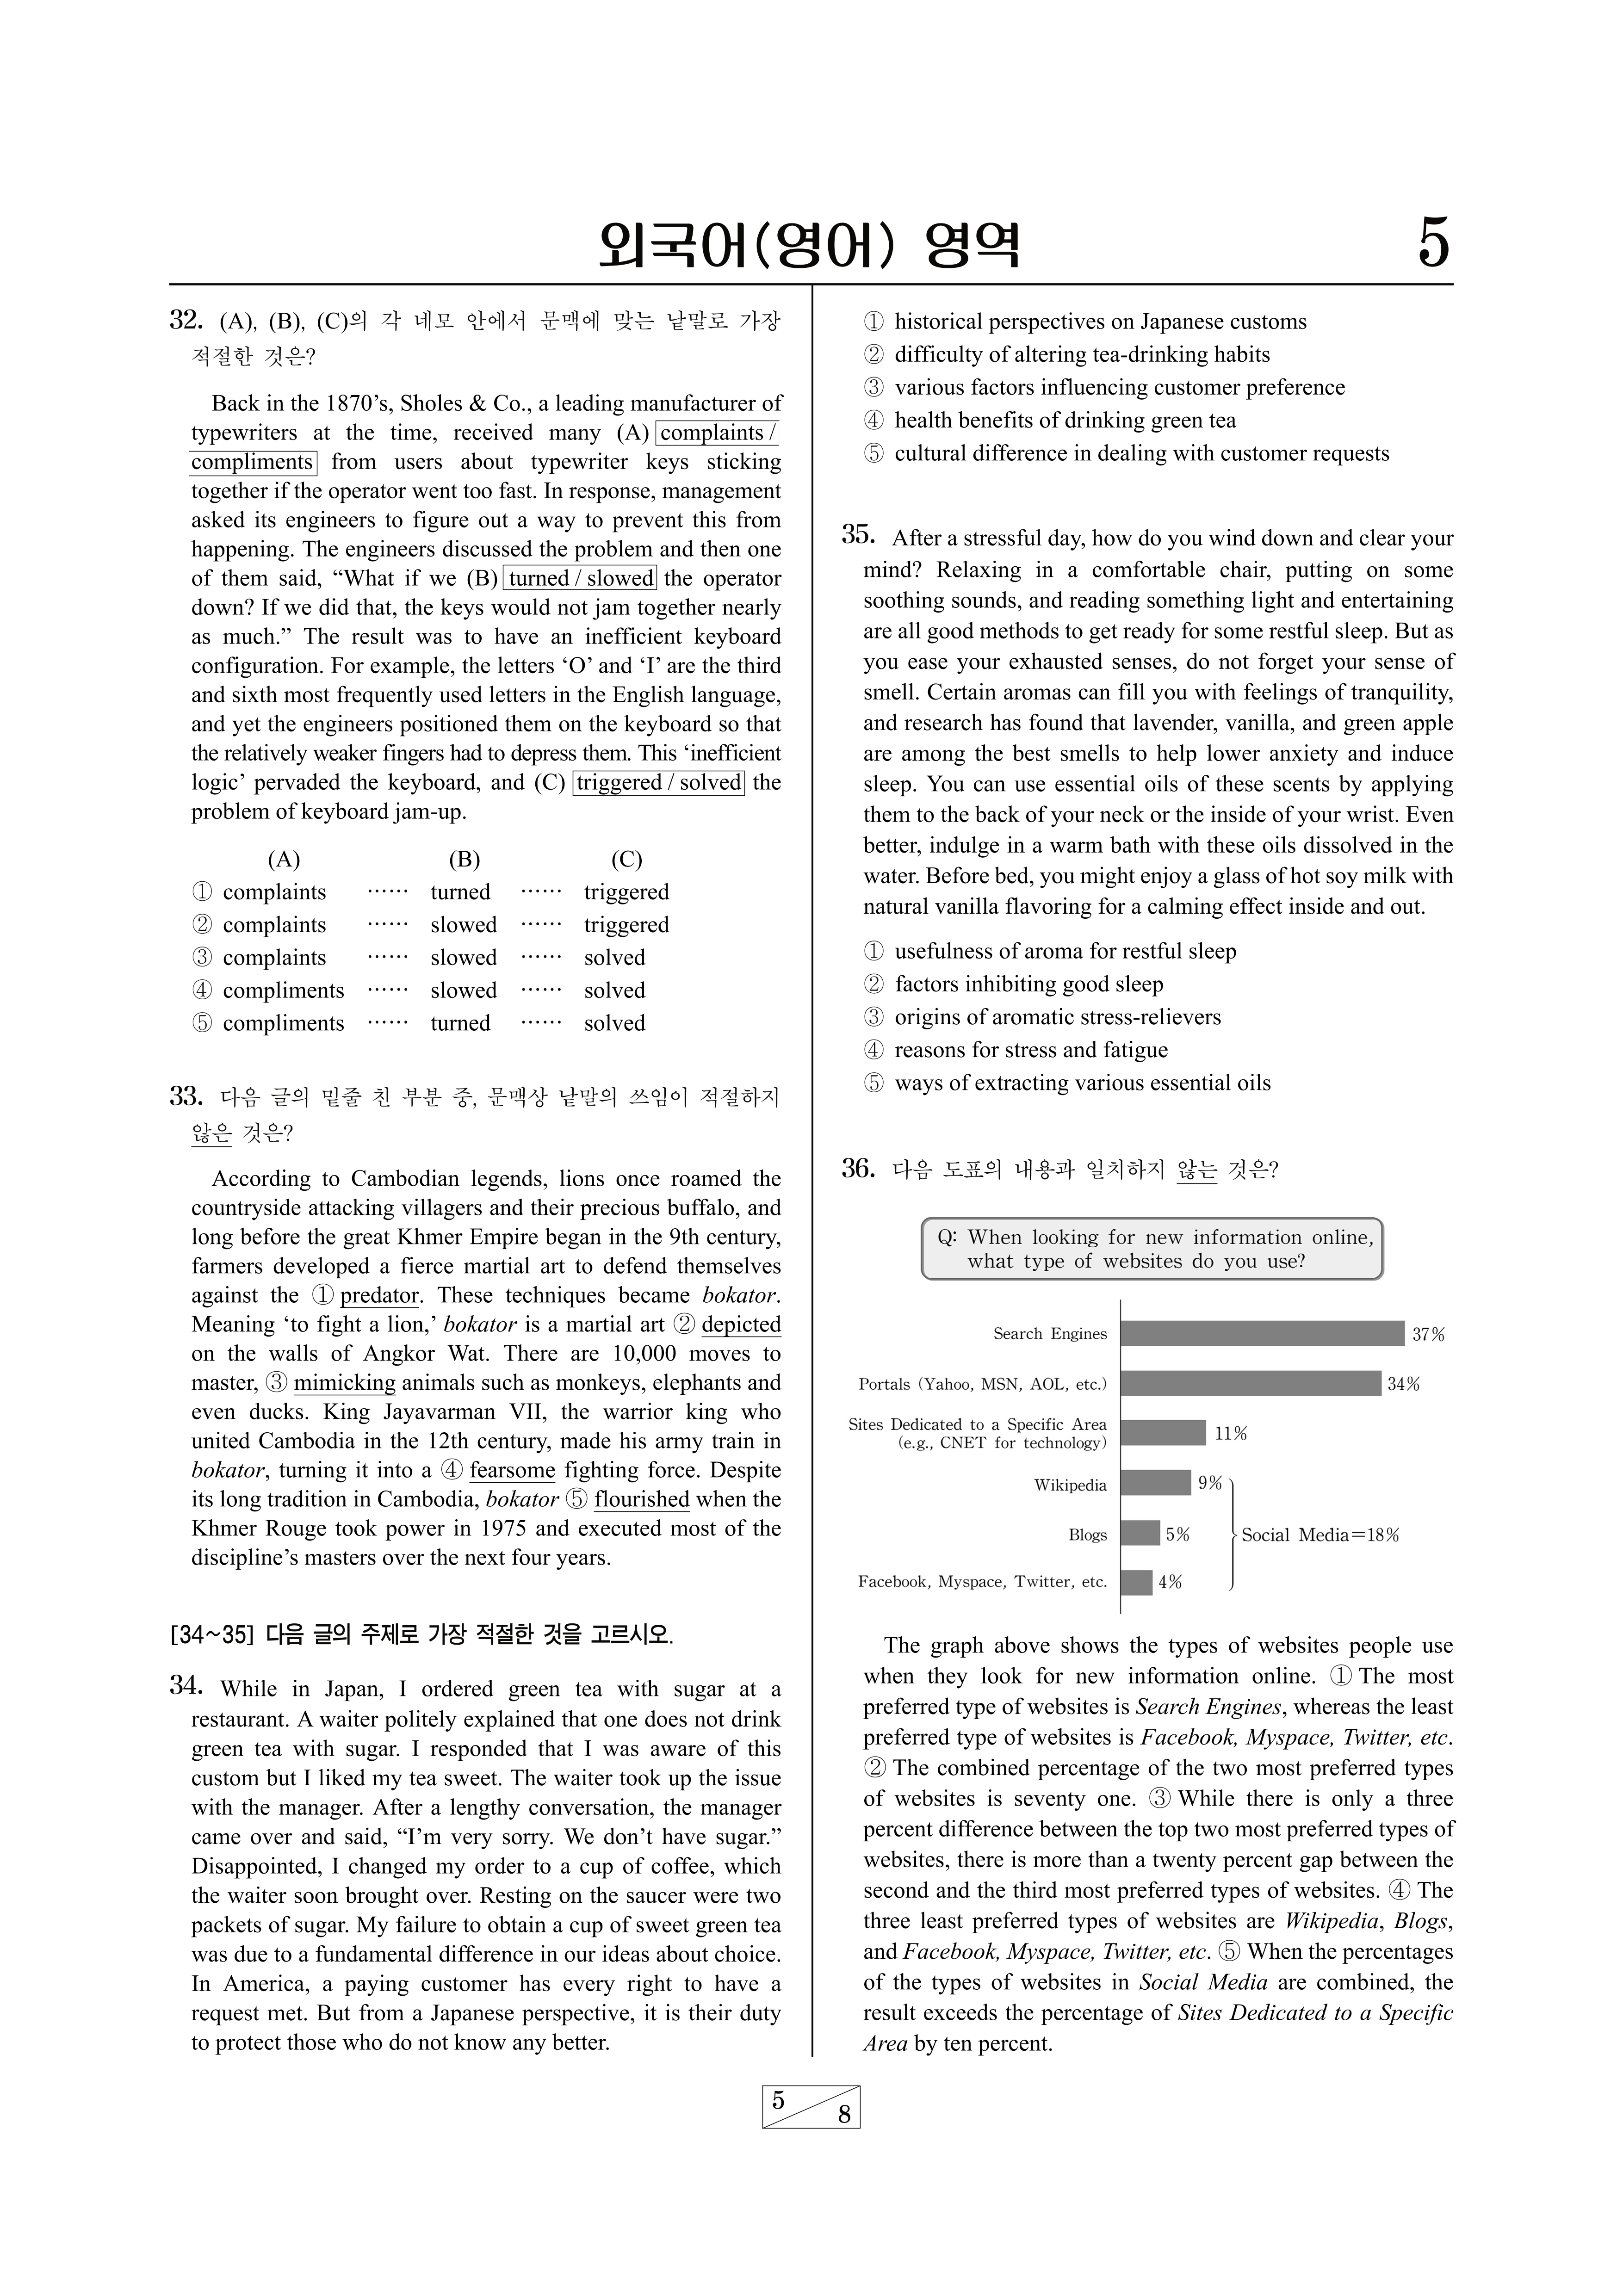 외국어(영어) 영역
5
32. (A), (B), (C)의 각 네모 안에서 문맥에 맞는 낱말로 가장
적절한 것은?
Back in the 1870’s, Sholes & Co., a leading manufacturer of
typewriters at the time, received many (A) complaints /
compliments from users about typewriter keys sticking
together if the operator went too fast. In response, management
asked its engineers to figure out a way to prevent this from
happening. The engineers discussed the problem and then one
of them said, “What if we (B) turned / slowed the operator
down? If we did that, the keys would not jam together nearly
as much.” The result was to have an inefficient keyboard
configuration. For example, the letters ‘O’ and ‘I’ are the third
and sixth most frequently used letters in the English language,
and yet the engineers positioned them on the keyboard so that
the relatively weaker fingers had to depress them. This ‘inefficient
logic’ pervaded the keyboard, and (C) triggered / solved the
problem of keyboard jam-up.
(A) (B) (C)
① complaints …… turned …… triggered
② complaints …… slowed …… triggered
③ complaints …… slowed …… solved
④ compliments …… slowed …… solved
⑤ compliments …… turned …… solved
33. 다음 글의 밑줄 친 부분 중, 문맥상 낱말의 쓰임이 적절하지
않은 것은?
According to Cambodian legends, lions once roamed the
countryside attacking villagers and their precious buffalo, and
long before the great Khmer Empire began in the 9th century,
farmers developed a fierce martial art to defend themselves
against the ① predator. These techniques became bokator.
Meaning ‘to fight a lion,’ bokator is a martial art ② depicted
on the walls of Angkor Wat. There are 10,000 moves to
master, ③ mimicking animals such as monkeys, elephants and
even ducks. King Jayavarman VII, the warrior king who
united Cambodia in the 12th century, made his army train in
bokator, turning it into a ④ fearsome fighting force. Despite
its long tradition in Cambodia, bokator ⑤ flourished when the
Khmer Rouge took power in 1975 and executed most of the
discipline’s masters over the next four years.
[34~35] 다음 글의 주제로 가장 적절한 것을 고르시오.
34. While in Japan, I ordered green tea with sugar at a
restaurant. A waiter politely explained that one does not drink
green tea with sugar. I responded that I was aware of this
custom but I liked my tea sweet. The waiter took up the issue
with the manager. After a lengthy conversation, the manager
came over and said, “I’m very sorry. We don’t have sugar.”
Disappointed, I changed my order to a cup of coffee, which
the waiter soon brought over. Resting on the saucer were two
packets of sugar. My failure to obtain a cup of sweet green tea
was due to a fundamental difference in our ideas about choice.
In America, a paying customer has every right to have a
request met. But from a Japanese perspective, it is their duty
to protect those who do not know any better.
① historical perspectives on Japanese customs
② difficulty of altering tea-drinking habits
③ various factors influencing customer preference
④ health benefits of drinking green tea
⑤ cultural difference in dealing with customer requests
35. After a stressful day, how do you wind down and clear your
mind? Relaxing in a comfortable chair, putting on some
soothing sounds, and reading something light and entertaining
are all good methods to get ready for some restful sleep. But as
you ease your exhausted senses, do not forget your sense of
smell. Certain aromas can fill you with feelings of tranquility,
and research has found that lavender, vanilla, and green apple
are among the best smells to help lower anxiety and induce
sleep. You can use essential oils of these scents by applying
them to the back of your neck or the inside of your wrist. Even
better, indulge in a warm bath with these oils dissolved in the
water. Before bed, you might enjoy a glass of hot soy milk with
natural vanilla flavoring for a calming effect inside and out.
① usefulness of aroma for restful sleep
② factors inhibiting good sleep
③ origins of aromatic stress-relievers
④ reasons for stress and fatigue
⑤ ways of extracting various essential oils
36. 다음 도표의 내용과 일치하지 않는 것은?
Q: When looking for new information online,
what type of websites do you use?
Search Engines 37%
Portals (Yahoo, MSN, AOL, etc.) 34%
Sites Dedicated to a Specific Area
(e.g., CNET for technology) 11%
Wikipedia 9%
Blogs 5% Social Media=18%
Facebook, Myspace, Twitter, etc. 4%
The graph above shows the types of websites people use
when they look for new information online. ① The most
preferred type of websites is Search Engines, whereas the least
preferred type of websites is Facebook, Myspace, Twitter, etc.
② The combined percentage of the two most preferred types
of websites is seventy one. ③ While there is only a three
percent difference between the top two most preferred types of
websites, there is more than a twenty percent gap between the
second and the third most preferred types of websites. ④ The
three least preferred types of websites are Wikipedia, Blogs,
and Facebook, Myspace, Twitter, etc. ⑤ When the percentages
of the types of websites in Social Media are combined, the
result exceeds the percentage of Sites Dedicated to a Specific
Area by ten percent.
5
8